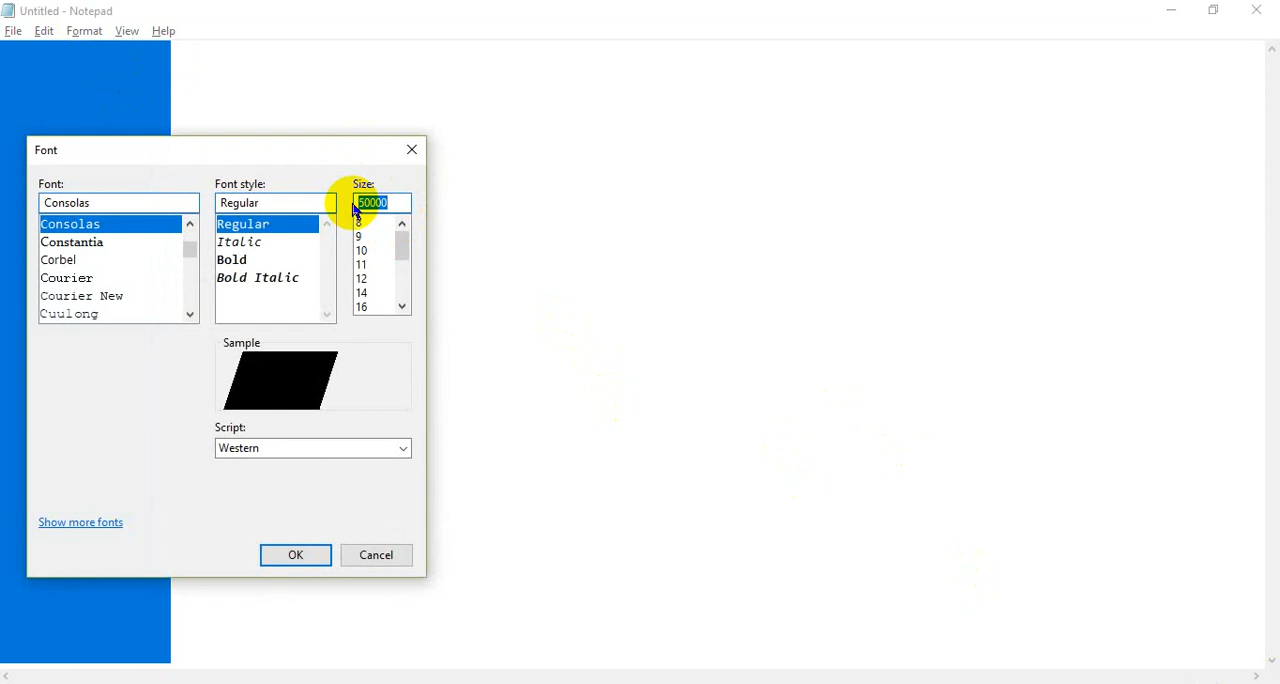 Untitled - Notepad
File Edit Format View Help
Font
Font: Font style: Size:
Consolas Regular 50000
Consolas Regular 8
Constantia Italic 9
Corbel Bold 10
Courier Bold Italic 11
Courier New 12
Cuulong 14
16
Sample
Script:
Western
Show more fonts
OK Cancel